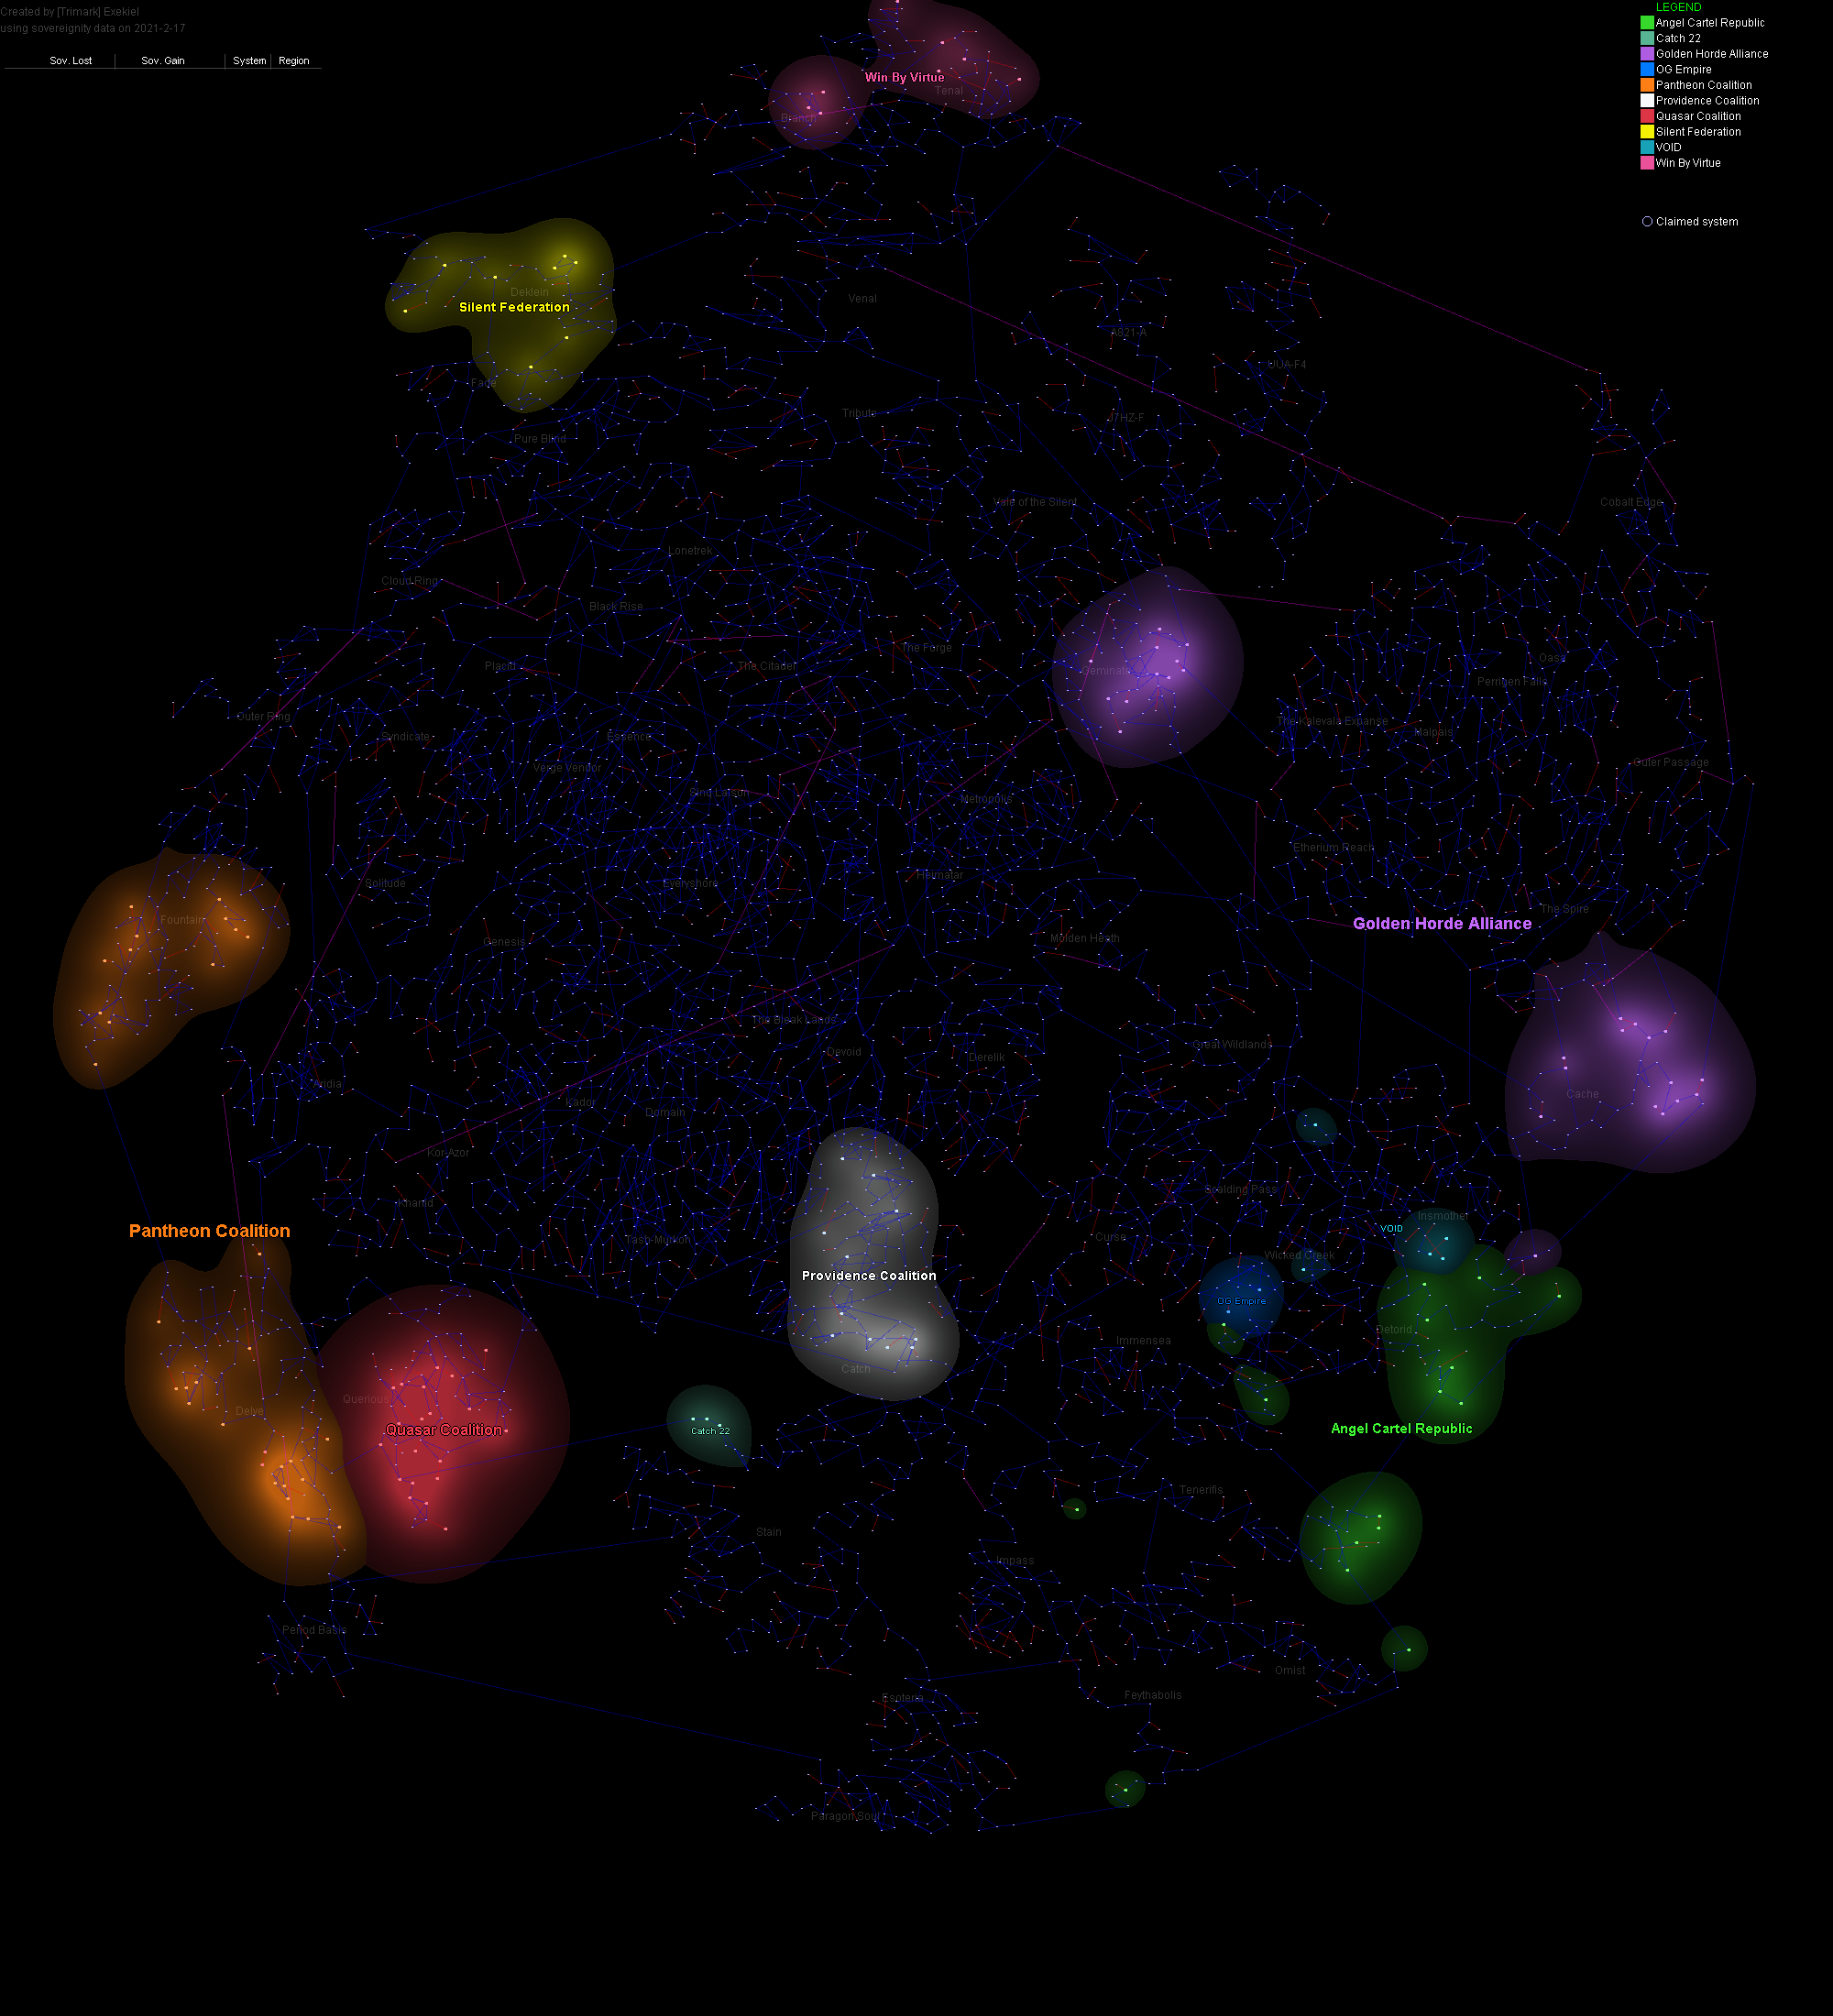 Created by [Trimark] Exekiel
using sovereignity data on 2021-2-17
Sov. Lost Sov. Gain System Region
LEGEND
Angel Cartel Republic
Catch 22
Golden Horde Alliance
OG Empire
Pantheon Coalition
Providence Coalition
Quasar Coalition
Silent Federation
VOID
Win By Virtue
Claimed system
Win By Virtue
Tenal
Branch
Deklein
Silent Federation
Venal
A821-A
UUA-F4
Fade
Tribute
J7HZ-F
Pure Blind
Vale of the Silent
Cobalt Edge
Lonetrek
Cloud Ring
Black Rise
The Forge
Oasa
Placid
The Citadel
Geminate
Perrigen Falls
Outer Ring
The Kalevala Expanse
Malpais
Syndicate
Essence
Outer Passage
Verge Vendor
Sinq Laison
Metropolis
Etherium Reach
Solitude
Everyshore
Heimatar
The Spire
Fountain
Golden Horde Alliance
Genesis
Molden Heath
The Bleak Lands
Great Wildlands
Devoid
Derelik
Aridia
Cache
Kador
Domain
Kor-Azor
Scalding Pass
Khanid
Insmother
Pantheon Coalition
VOID
Tash-Murkon
Curse
Wicked Creek
Providence Coalition
OG Empire
Detorid
Immensea
Catch
Querious
Delve
Quasar Coalition
Catch 22
Angel Cartel Republic
Tenerifis
Stain
Impass
Period Basis
Omist
Esoteria
Feythabolis
Paragon Soul